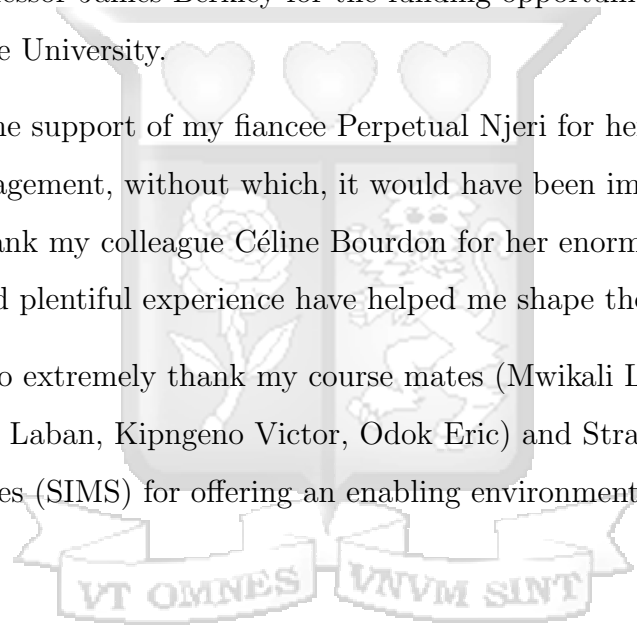 essor James Berkley for the funding opportun
e University.
he support of my fiancee Perpetual Njeri for her
agement, without which, it would have been im
ank my colleague Céline Bourdon for her enorm
d plentiful experience have helped me shape the
o extremely thank my course mates (Mwikali L
Laban, Kipngeno Victor, Odok Eric) and Stra
es (SIMS) for offering an enabling environment
VT OMNES VNVM SINT